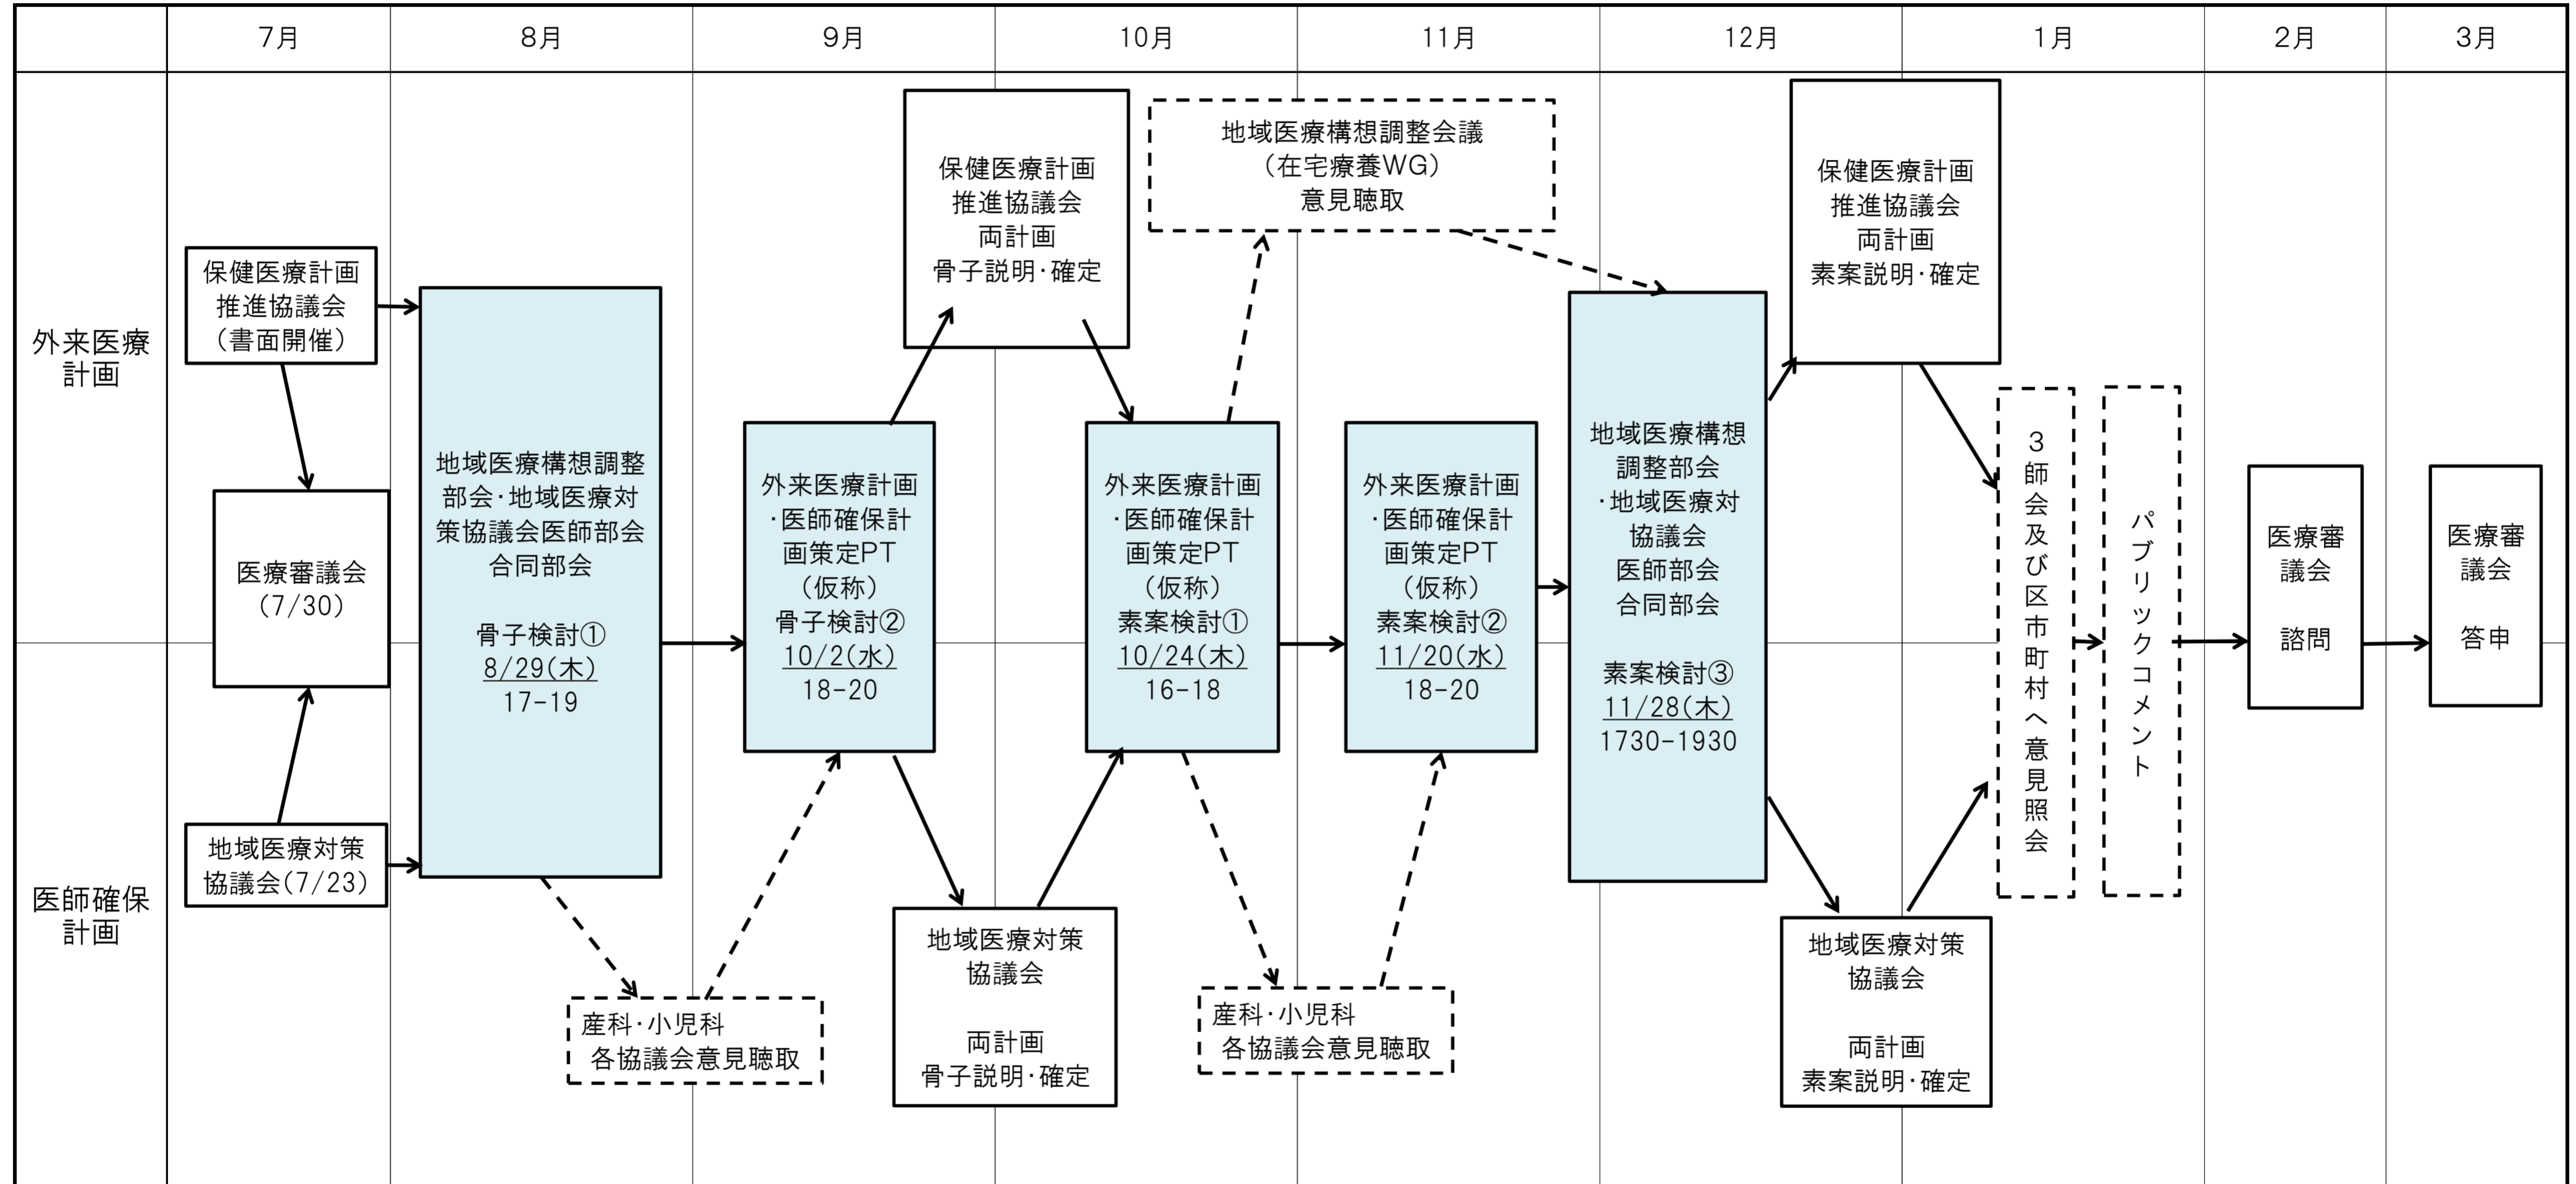 7月
8月
9月
10月
11月
12月
1月
2月
3月
外来医療
計画
医師確保
計画
保健医療計画
推進協議会
（書面開催）
医療審議会
(7/30)
地域医療対策
協議会(7/23)
地域医療構想調整
部会・地域医療対
策協議会医師部会
合同部会
骨子検討①
8/29(木)
17-19
産科・小児科
各協議会意見聴取
外来医療計画
・医師確保計
画策定PT
（仮称）
骨子検討②
10/2(水)
18-20
保健医療計画
推進協議会
両計画
骨子説明・確定
地域医療対策
協議会
両計画
骨子説明・確定
外来医療計画
・医師確保計
画策定PT
（仮称）
素案検討①
10/24(木)
16-18
地域医療構想調整会議
（在宅療養WG）
意見聴取
産科・小児科
各協議会意見聴取
外来医療計画
・医師確保計
画策定PT
（仮称）
素案検討②
11/20(水)
18-20
地域医療構想
調整部会
・地域医療対
協議会
医師部会
合同部会
素案検討③
11/28(木)
1730-1930
保健医療計画
推進協議会
両計画
素案説明・確定
地域医療対策
協議会
両計画
素案説明・確定
３師会及び区市町村へ意見照会
パブリックコメント
医療審
議会
諮問
医療審
議会
答申